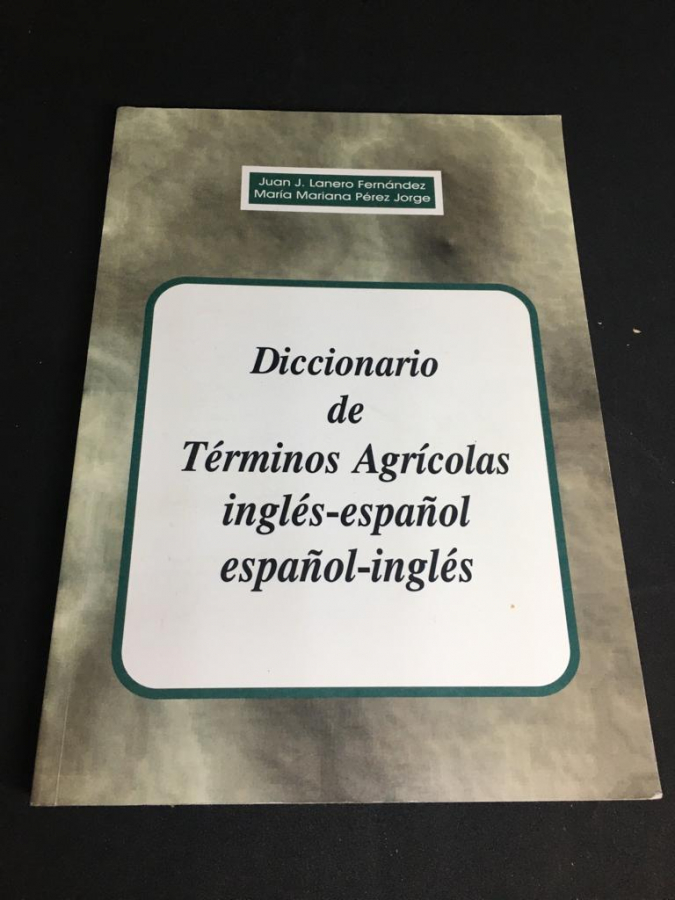 Juan J. Lanero Fernández
María Mariana Pérez Jorge
Diccionario
de
Términos Agrícolas
inglés-español
español-inglés